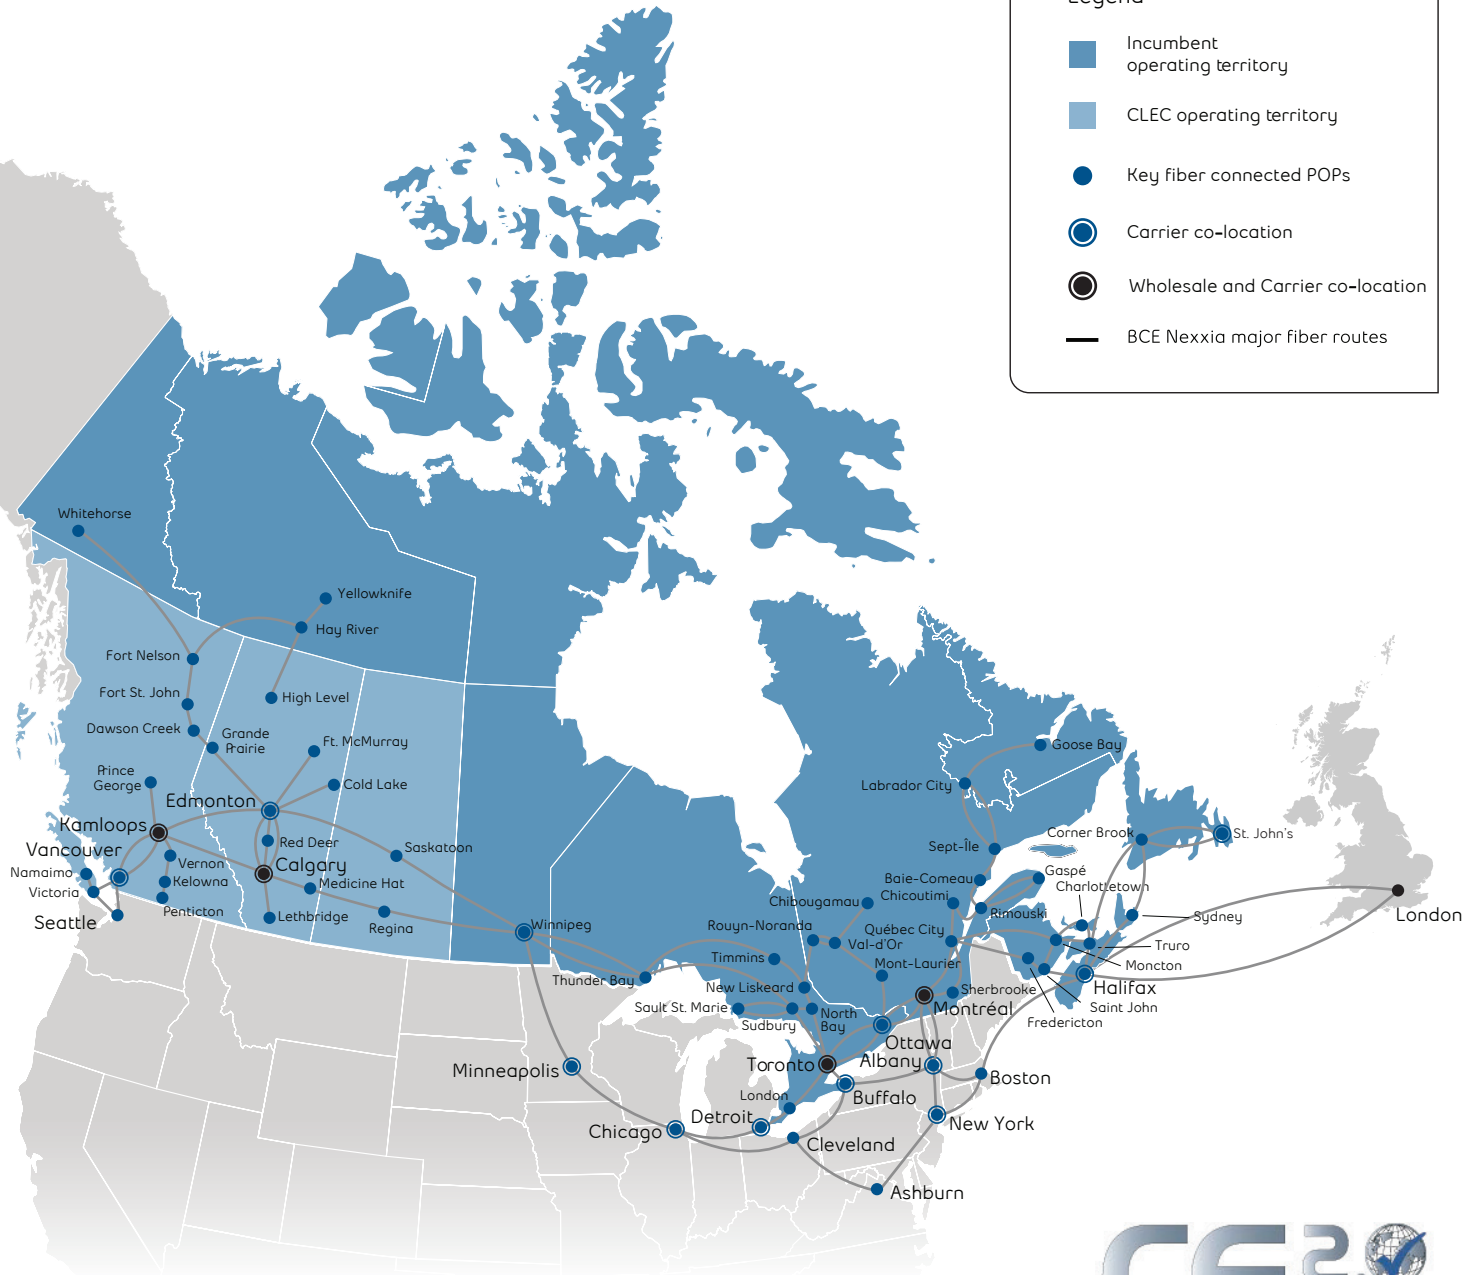 Legend
Incumbent
operating territory
CLEC operating territory
Key fiber connected POPs
Carrier co-location
Wholesale and Carrier co-location
BCE Nexxia major fiber routes
Whitehorse
Yellowknife
Hay River
Fort Nelson
Fort St. John
High Level
Dawson Creek
Grande
Prairie
Ft. McMurray
Prince
George
Cold Lake
Edmonton
Kamloops
Red Deer
Saskatoon
Vancouver
Vernon
Calgary
Namaimo
Kelowna
Medicine Hat
Victoria
Penticton
Lethbridge
Seattle
Regina
Winnipeg
Goose Bay
Labrador City
Corner Brook
St. John's
Sept-Île
Gaspé
Baie-Comeau
Charlottetown
Chicoutimi
Chibougamau
Rimouski
Sydney
London
Rouyn-Noranda
Québec City
Val-d'Or
Truro
Timmins
Mont-Laurier
Moncton
Thunder Bay
New Liskeard
Sherbrooke
Halifax
Sault St. Marie
North
Bay
Montréal
Saint John
Sudbury
Fredericton
Ottawa
Toronto
Albany
Minneapolis
Boston
London
Buffalo
Detroit
New York
Chicago
Cleveland
Ashburn
CE2.0